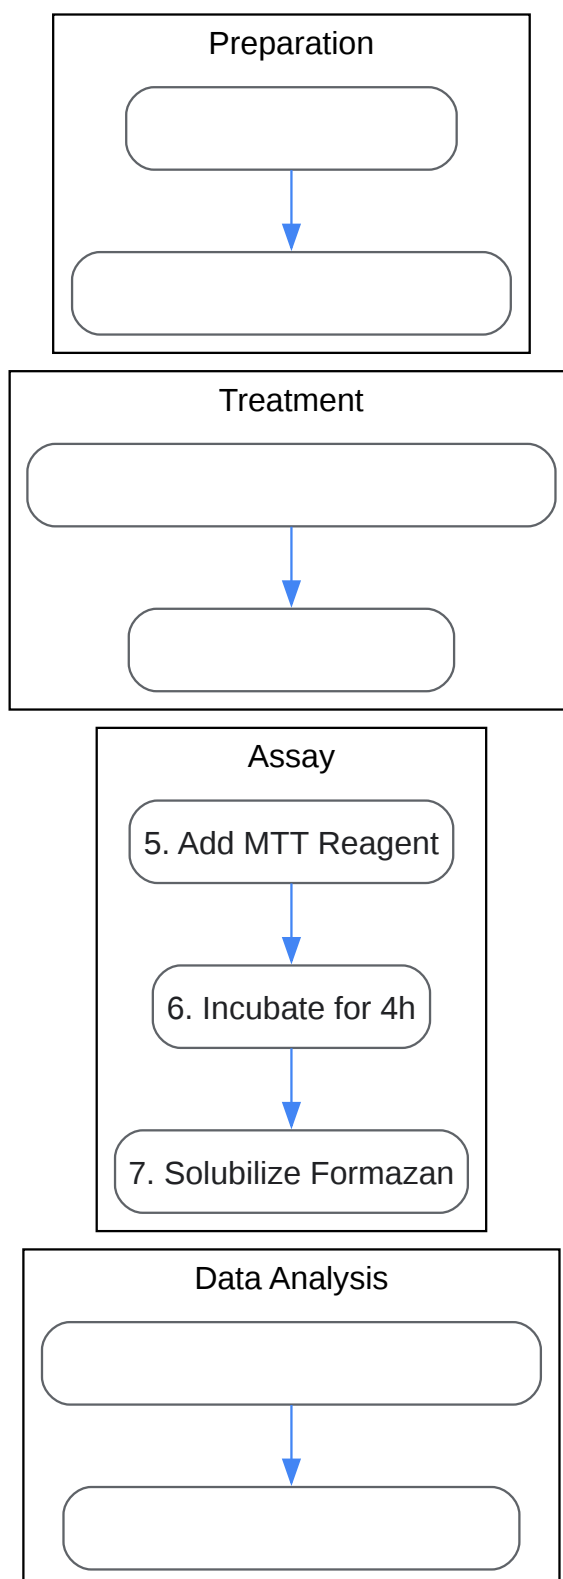 Preparation
Treatment
Assay
5. Add MTT Reagent
6. Incubate for 4h
7. Solubilize Formazan
Data Analysis